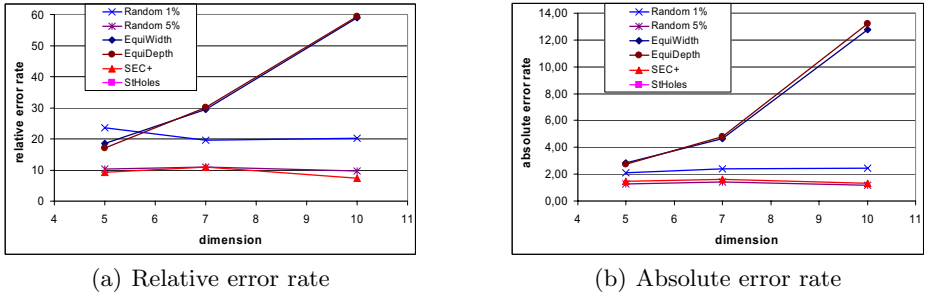 relative error rate
60
50
40
30
20
10
0
4 5 6 7 8 9 10 11
dimension
Random 1%
Random 5%
EquiWidth
EquiDepth
SEC+
StHoles
(a) Relative error rate
absolute error rate
14,00
12,00
10,00
8,00
6,00
4,00
2,00
0,00
4 5 6 7 8 9 10 11
dimension
Random 1%
Random 5%
EquiWidth
EquiDepth
SEC+
StHoles
(b) Absolute error rate